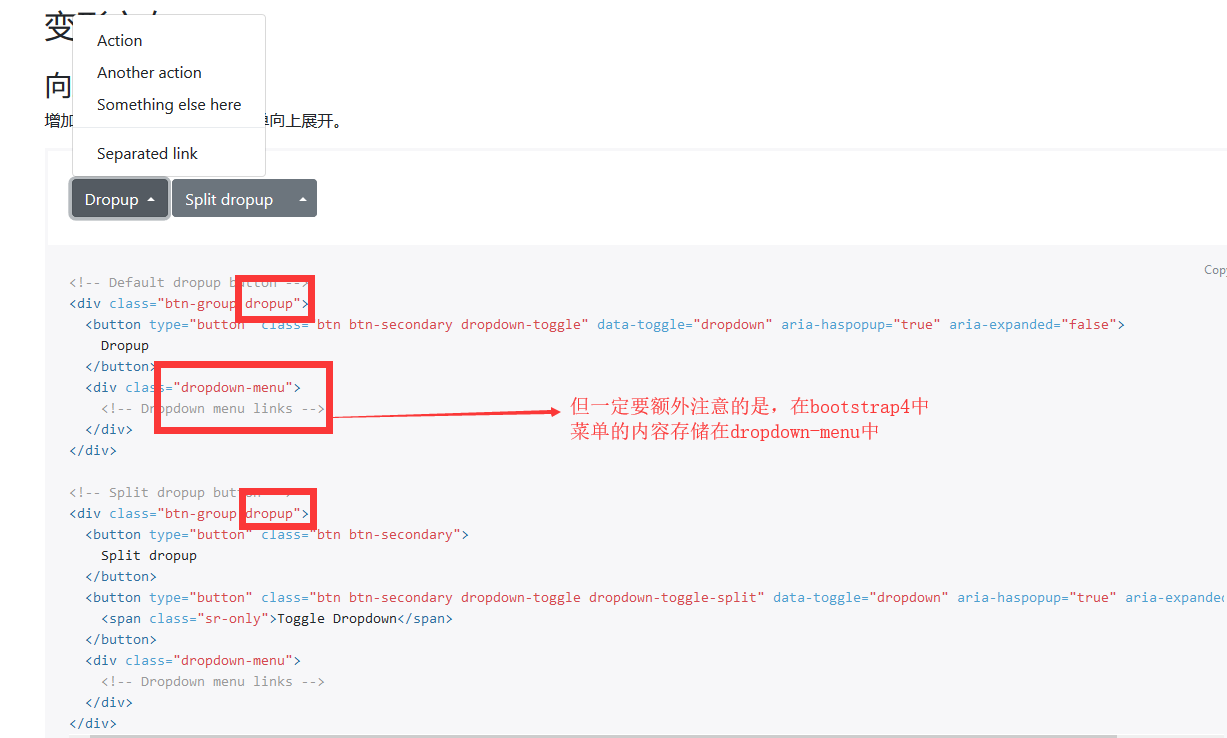 变
Action
Another action
向
Something else here
增加 向上展开。
Separated link
Dropup Split dropup
Copy
<!-- Default dropup button -->
<div class="btn-group dropup">
<button type="button" class="btn btn-secondary dropdown-toggle" data-toggle="dropdown" aria-haspopup="true" aria-expanded="false">
Dropup
</button>
<div class="dropdown-menu">
<!-- Dropdown menu links -->
</div>
</div>
但一定要额外注意的是，在bootstrap4中
菜单的内容存储在dropdown-menu中
<!-- Split dropup button -->
<div class="btn-group dropup">
<button type="button" class="btn btn-secondary">
Split dropup
</button>
<button type="button" class="btn btn-secondary dropdown-toggle dropdown-toggle-split" data-toggle="dropdown" aria-haspopup="true" aria-expanded
<span class="sr-only">Toggle Dropdown</span>
</button>
<div class="dropdown-menu">
<!-- Dropdown menu links -->
</div>
</div>